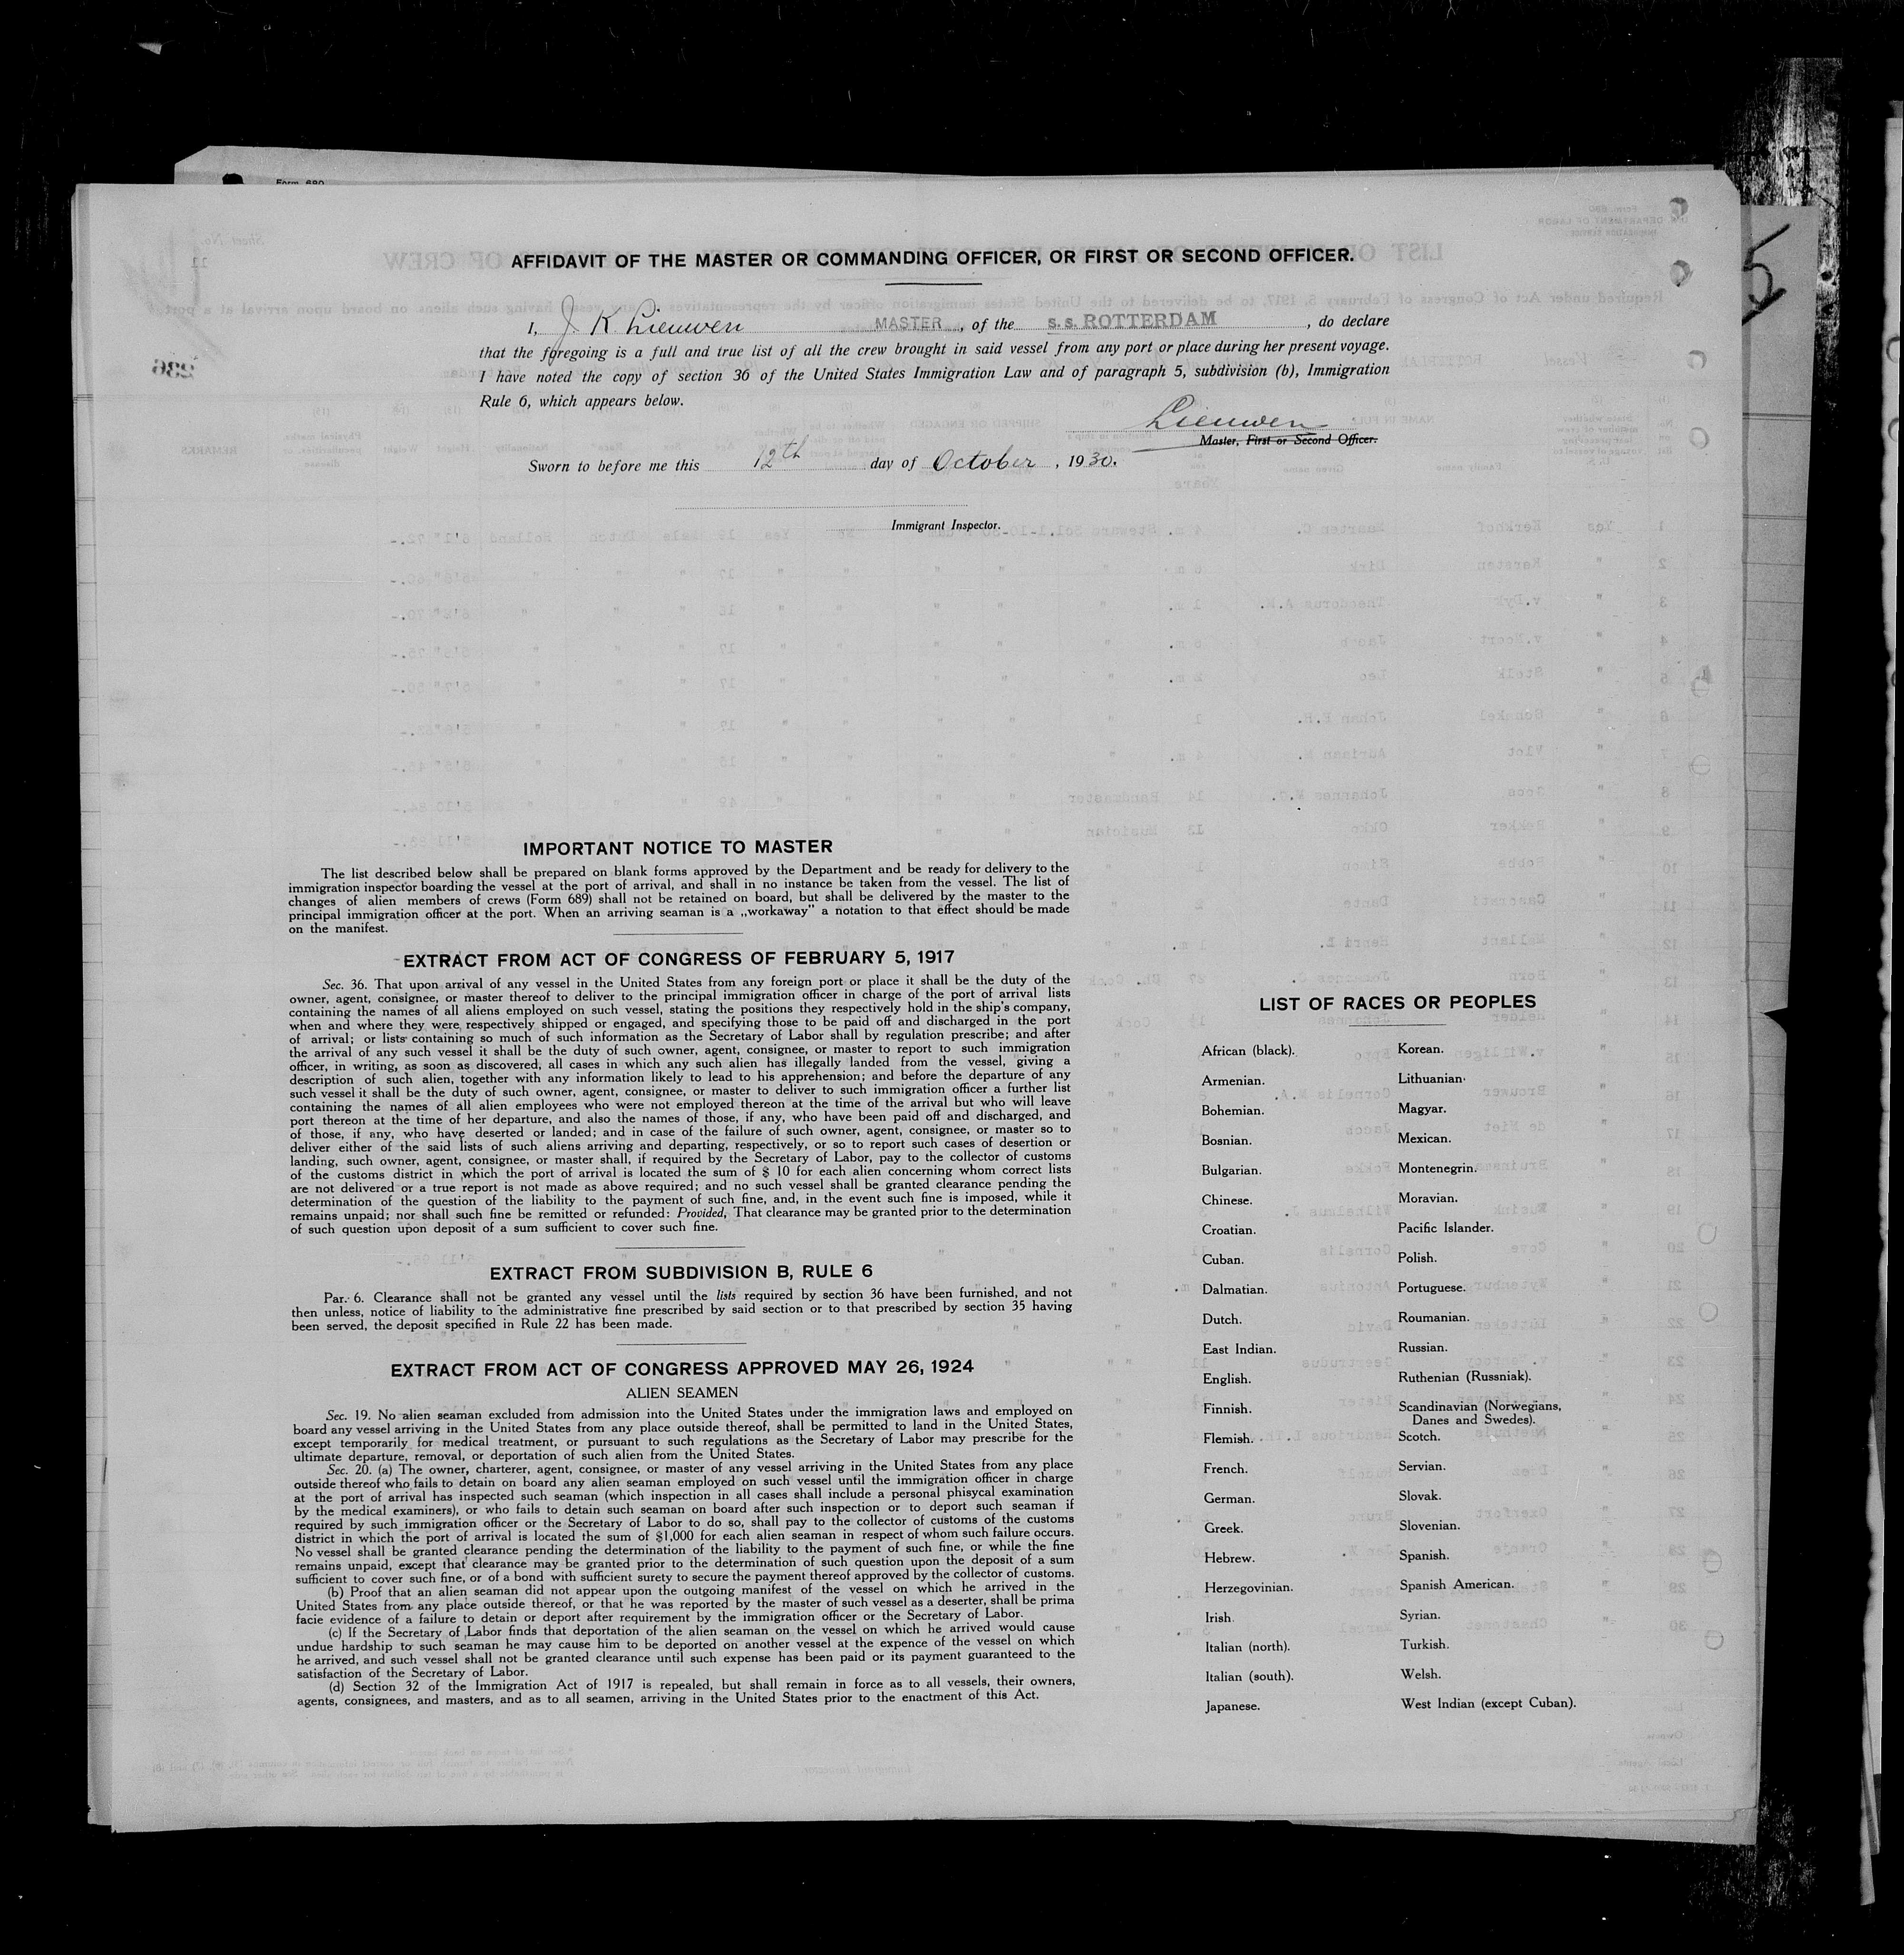 Form 680
AFFIDAVIT OF THE MASTER OR COMMANDING OFFICER, OR FIRST OR SECOND OFFICER.
I, J. K Lieuwen MASTER, of the S.S. ROTTERDAM, do declare
that the foregoing is a full and true list of all the crew brought in said vessel from any port or place during her present voyage.
I have noted the copy of section 36 of the United States Immigration Law and of paragraph 5, subdivision (b), Immigration
Rule 6, which appears below.
Lieuwen
Master, First or Second Officer.
Sworn to before me this 12th day of October, 1930.
Immigrant Inspector.
IMPORTANT NOTICE TO MASTER
The list described below shall be prepared on blank forms approved by the Department and be ready for delivery to the
immigration inspector boarding the vessel at the port of arrival, and shall in no instance be taken from the vessel. The list of
changes of alien members of crews (Form 689) shall not be retained on board, but shall be delivered by the master to the
principal immigration officer at the port. When an arriving seaman is a „workaway" a notation to that effect should be made
on the manifest.
EXTRACT FROM ACT OF CONGRESS OF FEBRUARY 5, 1917
Sec. 36. That upon arrival of any vessel in the United States from any foreign port or place it shall be the duty of the
owner, agent, consignee, or master thereof to deliver to the principal immigration officer in charge of the port of arrival lists
containing the names of all aliens employed on such vessel, stating the positions they respectively hold in the ship's company,
when and where they were respectively shipped or engaged, and specifying those to be paid off and discharged in the port
of arrival; or lists containing so much of such information as the Secretary of Labor shall by regulation prescribe; and after
the arrival of any such vessel it shall be the duty of such owner, agent, consignee, or master to report to such immigration
officer, in writing, as soon as discovered, all cases in which any such alien has illegally landed from the vessel, giving a
description of such alien, together with any information likely to lead to his apprehension; and before the departure of any
such vessel it shall be the duty of such owner, agent, consignee, or master to deliver to such immigration officer a further list
containing the names of all alien employees who were not employed thereon at the time of the arrival but who will leave
port thereon at the time of her departure, and also the names of those, if any, who have been paid off and discharged, and
of those, if any, who have deserted or landed; and in case of the failure of such owner, agent, consignee, or master so to
deliver either of the said lists of such aliens arriving and departing, respectively, or so to report such cases of desertion or
landing, such owner, agent, consignee, or master shall, if required by the Secretary of Labor, pay to the collector of customs
of the customs district in which the port of arrival is located the sum of $ 10 for each alien concerning whom correct lists
are not delivered or a true report is not made as above required; and no such vessel shall be granted clearance pending the
determination of the question of the liability to the payment of such fine, and, in the event such fine is imposed, while it
remains unpaid; nor shall such fine be remitted or refunded: Provided, That clearance may be granted prior to the determination
of such question upon deposit of a sum sufficient to cover such fine.
EXTRACT FROM SUBDIVISION B, RULE 6
Par. 6. Clearance shall not be granted any vessel until the lists required by section 36 have been furnished, and not
then unless, notice of liability to the administrative fine prescribed by said section or to that prescribed by section 35 having
been served, the deposit specified in Rule 22 has been made.
EXTRACT FROM ACT OF CONGRESS APPROVED MAY 26, 1924
ALIEN SEAMEN
Sec. 19. No alien seaman excluded from admission into the United States under the immigration laws and employed on
board any vessel arriving in the United States from any place outside thereof, shall be permitted to land in the United States,
except temporarily for medical treatment, or pursuant to such regulations as the Secretary of Labor may prescribe for the
ultimate departure, removal, or deportation of such alien from the United States.
Sec. 20. (a) The owner, charterer, agent, consignee, or master of any vessel arriving in the United States from any place
outside thereof who fails to detain on board any alien seaman employed on such vessel until the immigration officer in charge
at the port of arrival has inspected such seaman (which inspection in all cases shall include a personal phisycal examination
by the medical examiners), or who fails to detain such seaman on board after such inspection or to deport such seaman if
required by such immigration officer or the Secretary of Labor to do so, shall pay to the collector of customs of the customs
district in which the port of arrival is located the sum of $1,000 for each alien seaman in respect of whom such failure occurs.
No vessel shall be granted clearance pending the determination of the liability to the payment of such fine, or while the fine
remains unpaid, except that clearance may be granted prior to the determination of such question upon the deposit of a sum
sufficient to cover such fine, or of a bond with sufficient surety to secure the payment thereof approved by the collector of customs.
(b) Proof that an alien seaman did not appear upon the outgoing manifest of the vessel on which he arrived in the
United States from any place outside thereof, or that he was reported by the master of such vessel as a deserter, shall be prima
facie evidence of a failure to detain or deport after requirement by the immigration officer or the Secretary of Labor.
(c) If the Secretary of Labor finds that deportation of the alien seaman on the vessel on which he arrived would cause
undue hardship to such seaman he may cause him to be deported on another vessel at the expence of the vessel on which
he arrived, and such vessel shall not be granted clearance until such expense has been paid or its payment guaranteed to the
satisfaction of the Secretary of Labor.
(d) Section 32 of the Immigration Act of 1917 is repealed, but shall remain in force as to all vessels, their owners,
agents, consignees, and masters, and as to all seamen, arriving in the United States prior to the enactment of this Act.
LIST OF RACES OR PEOPLES
African (black).
Armenian.
Bohemian.
Bosnian.
Bulgarian.
Chinese.
Croatian.
Cuban.
Dalmatian.
Dutch.
East Indian.
English.
Finnish.
Flemish.
French.
German.
Greek.
Hebrew.
Herzegovinian.
Irish.
Italian (north).
Italian (south).
Japanese.
Korean.
Lithuanian.
Magyar.
Mexican.
Montenegrin.
Moravian.
Pacific Islander.
Polish.
Portuguese.
Roumanian.
Russian.
Ruthenian (Russniak).
Scandinavian (Norwegians,
Danes and Swedes).
Scotch.
Servian.
Slovak.
Slovenian.
Spanish.
Spanish American.
Syrian.
Turkish.
Welsh.
West Indian (except Cuban).
5